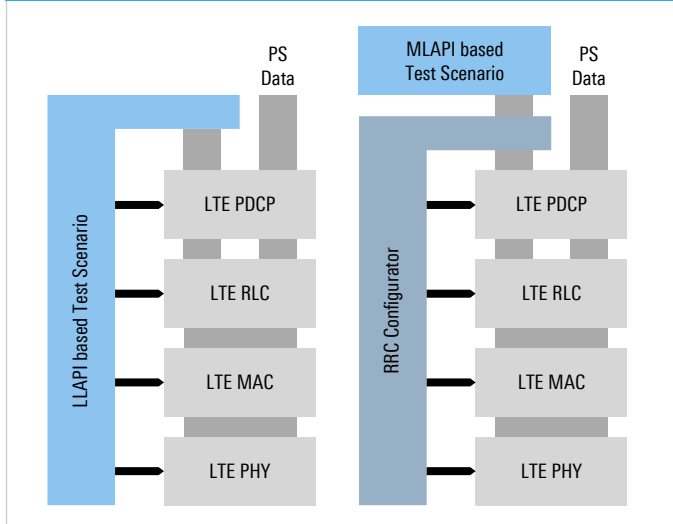 PS
Data
LLAPI based Test Scenario
LTE PDCP
LTE RLC
LTE MAC
LTE PHY
MLAPI based
Test Scenario
PS
Data
RRC Configurator
LTE PDCP
LTE RLC
LTE MAC
LTE PHY